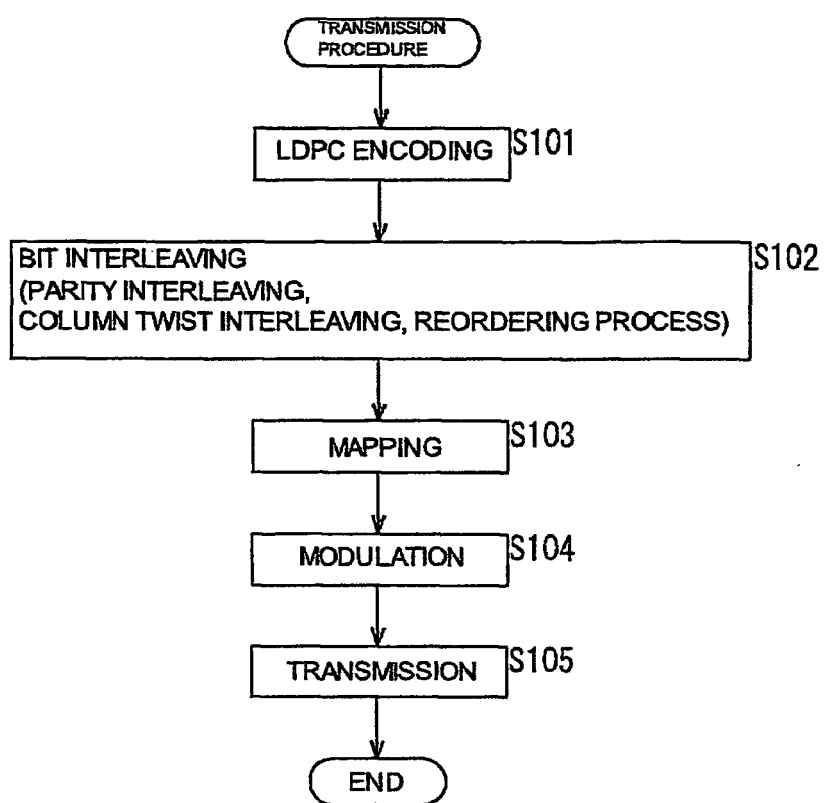 TRANSMISSION
PROCEDURE
LDPC ENCODING
S101
BIT INTERLEAVING
(PARITY INTERLEAVING,
COLUMN TWIST INTERLEAVING, REORDERING PROCESS)
S102
MAPPING
S103
MODULATION
S104
TRANSMISSION
S105
END